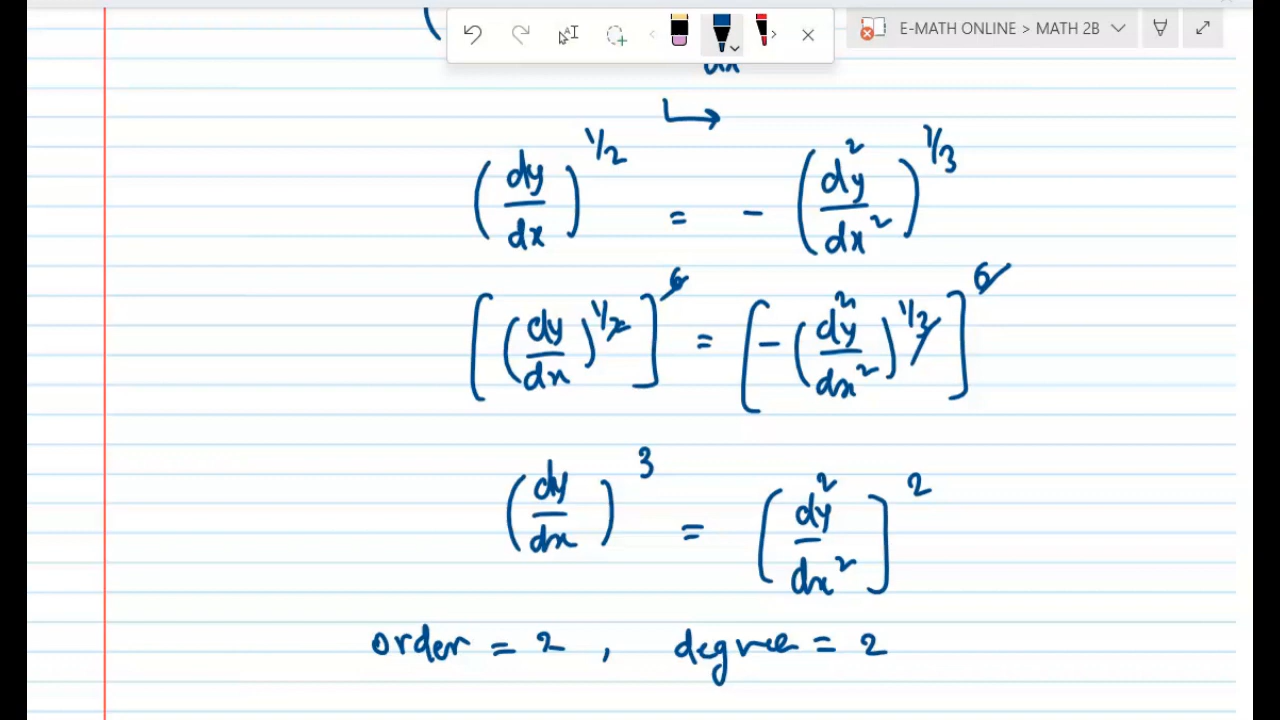 E-MATH ONLINE > MATH 2B
dx
(dy/dx)^1/2 = - (d²y/dx²)^1/3
[(dy/dx)^1/2]^6 = [-(d²y/dx²)^1/3]^6
(dy/dx)^3 = [d²y/dx²]^2
order = 2, degree = 2